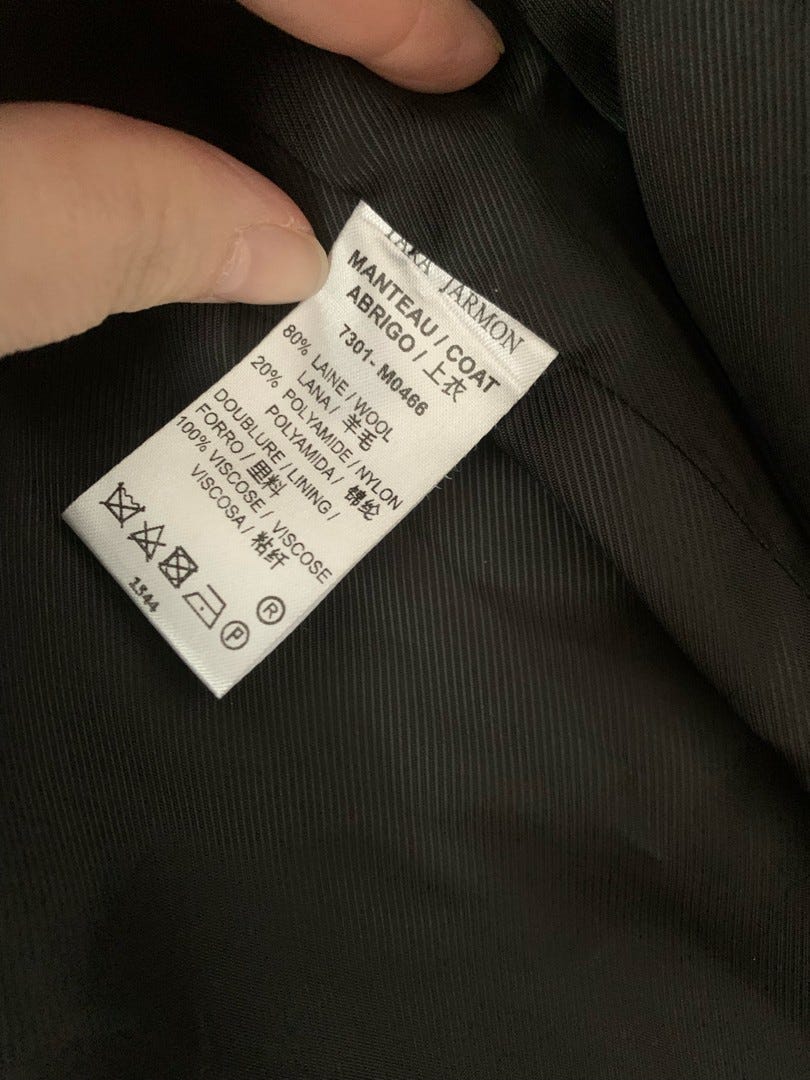 TARA JARMON
MANTEAU / COAT
ABRIGO / 上衣
7301- M0466
80% LAINE / WOOL
LANA / 羊毛
20% POLYAMIDE / NYLON
POLYAMIDA / 锦纶
DOUBLURE / LINING /
FORRO / 里料
100% VISCOSE / VISCOSE
VISCOSA / 粘纤
P
®
1344